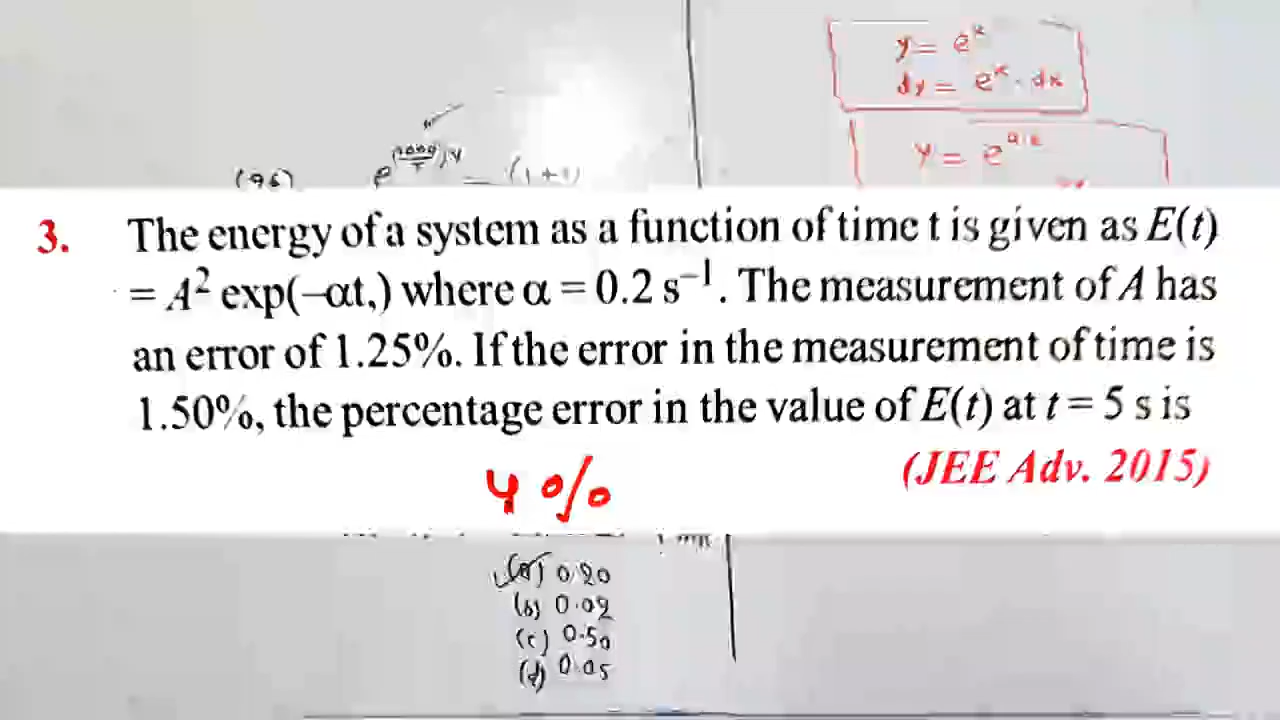 y = e^x
dy = e^x . dx
y = e^
= (1+1)
3. The energy of a system as a function of time t is given as E(t)
= A² exp(–αt,) where α = 0.2 s⁻¹. The measurement of A has
an error of 1.25%. If the error in the measurement of time is
1.50%, the percentage error in the value of E(t) at t = 5 s is
(JEE Adv. 2015)
4 %
(a) 0.20
(b) 0.02
(c) 0.50
(d) 0.05